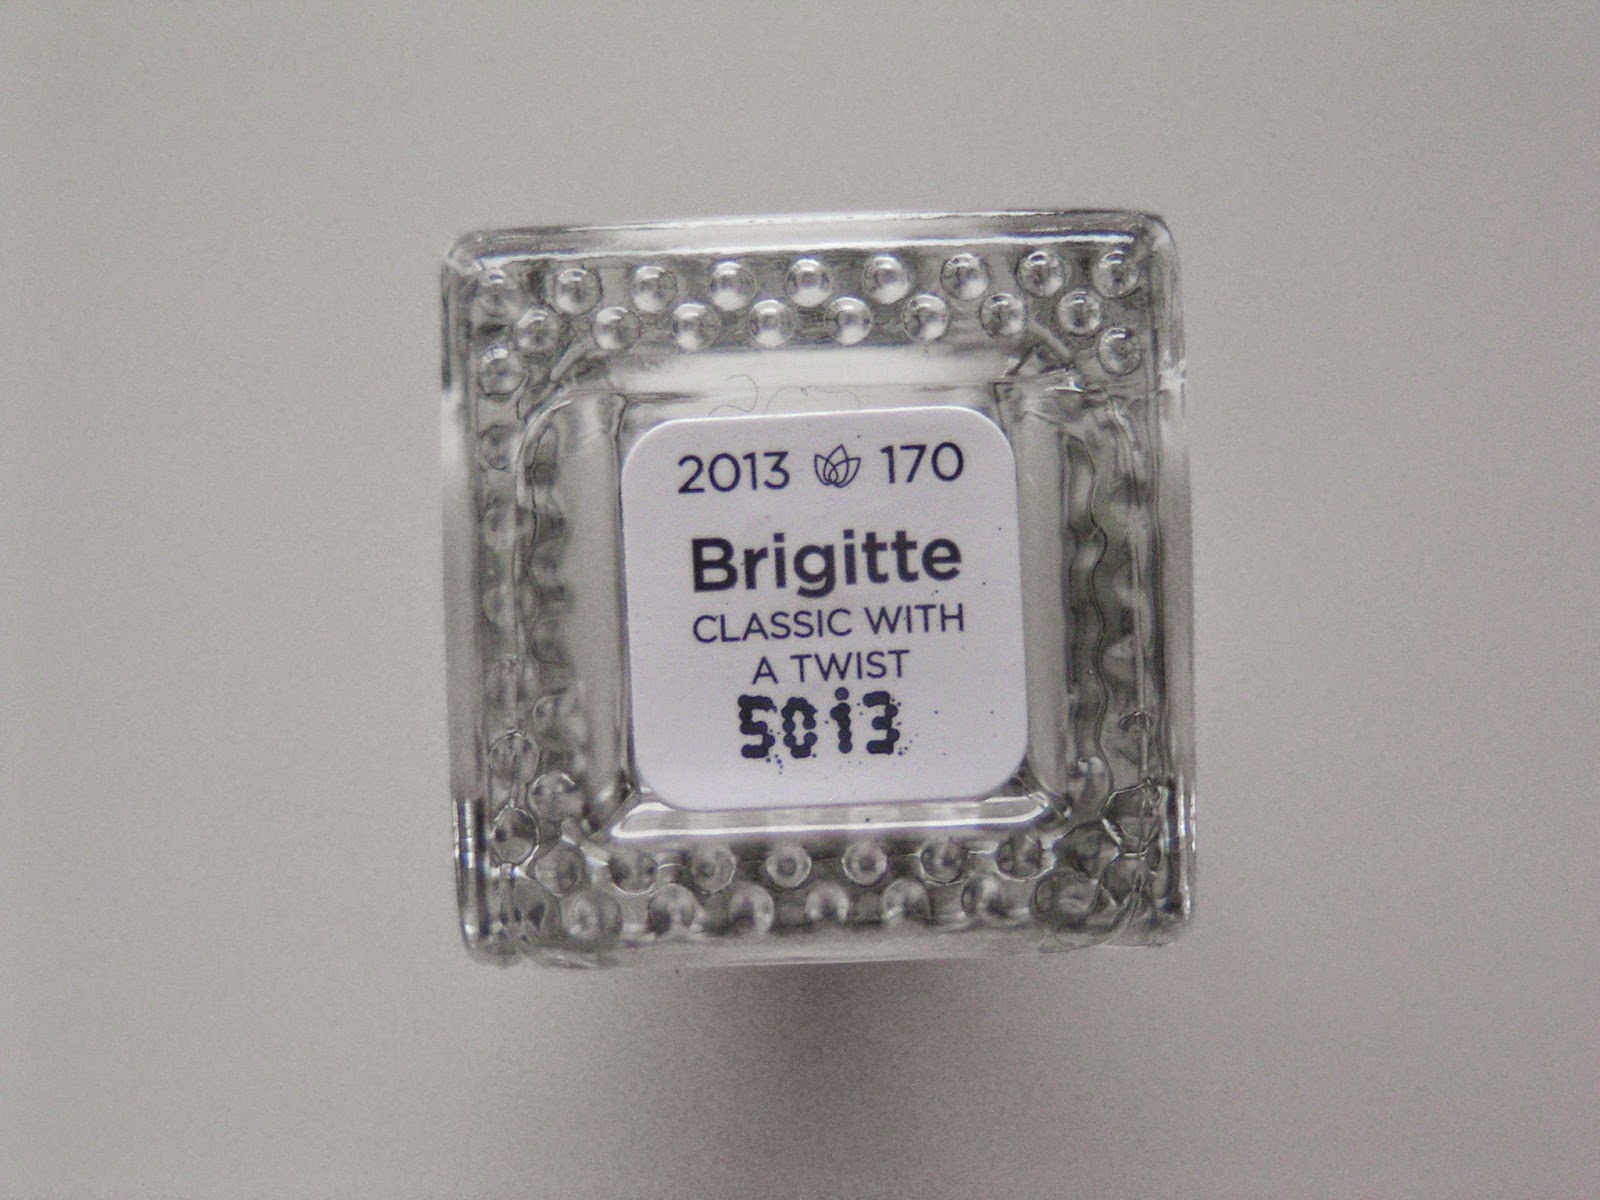 2013 170
Brigitte
CLASSIC WITH
A TWIST
5013